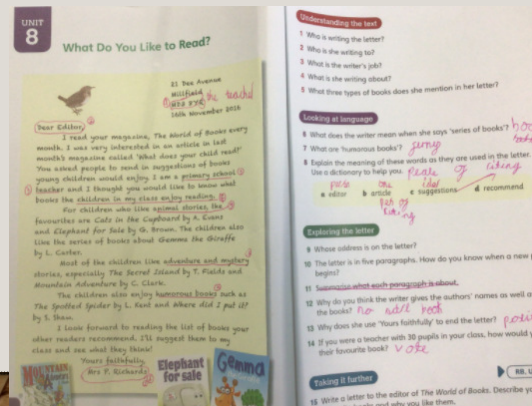 UNIT
8
What Do You Like to Read?
21 Dee Avenue
Millfield
the teacher
16th November 2015
Dear Editor,
I read your magazine, The World of Books every
month. I was very interested in an article in last
month's magazine called 'What does your child read?'
You asked people to send in suggestions of books
young children would enjoy. I am a primary school
teacher and I thought you would like to know what
books the children in my class enjoy reading.
For children who like animal stories, the
favourites are Cats in the Cupboard by A. Evans
and Elephant for Sale by G. Brown. The children also
like the series of books about Gemma the Giraffe
by L. Carter.
Most of the children like adventure and mystery
stories, especially The Secret Island by T. Fields and
Mountain Adventure by C. Clark.
The children also enjoy humorous books such as
The Spotted Spider by L. Kent and Where did I put it?
by S. Shaw.
I look forward to reading the list of books your
other readers recommend. I'll suggest them to my
class and see what they think!
Yours faithfully,
Mrs P. Richards
MOUNTAIN
Elephant
for sale
Gemma
Understanding the text
1 Who is writing the letter?
2 Who is she writing to?
3 What is the writer's job?
4 What is she writing about?
5 What three types of books does she mention in her letter?
Looking at language
6 What does the writer mean when she says 'series of books'?
7 What are 'humorous books'?
8 Explain the meaning of these words as they are used in the letter.
Use a dictionary to help you.
a editor b article c suggestions d recommend
Exploring the letter
9 Whose address is on the letter?
10 The letter is in five paragraphs. How do you know when a new
begins?
11 Summarise what each paragraph is about.
12 Why do you think the writer gives the authors' names as well a
the books?
13 Why does she use 'Yours faithfully' to end the letter?
14 If you were a teacher with 30 pupils in your class, how would y
their favourite book? vote
Taking it further
15 Write a letter to the editor of The World of Books. Describe
and why you like them.